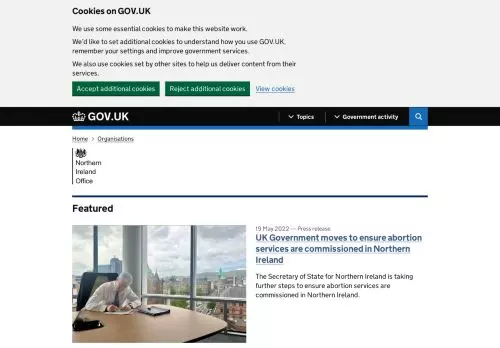 Cookies on GOV.UK
We use some essential cookies to make this website work.
We'd like to set additional cookies to understand how you use GOV.UK,
remember your settings and improve government services.
We also use cookies set by other sites to help us deliver content from their
services.
Accept additional cookies
Reject additional cookies
View cookies
GOV.UK
Topics
Government activity
Home
Organisations
Northern
Ireland
Office
Featured
19 May 2022 — Press release
UK Government moves to ensure abortion
services are commissioned in Northern
Ireland
The Secretary of State for Northern Ireland is taking
further steps to ensure abortion services are
commissioned in Northern Ireland.